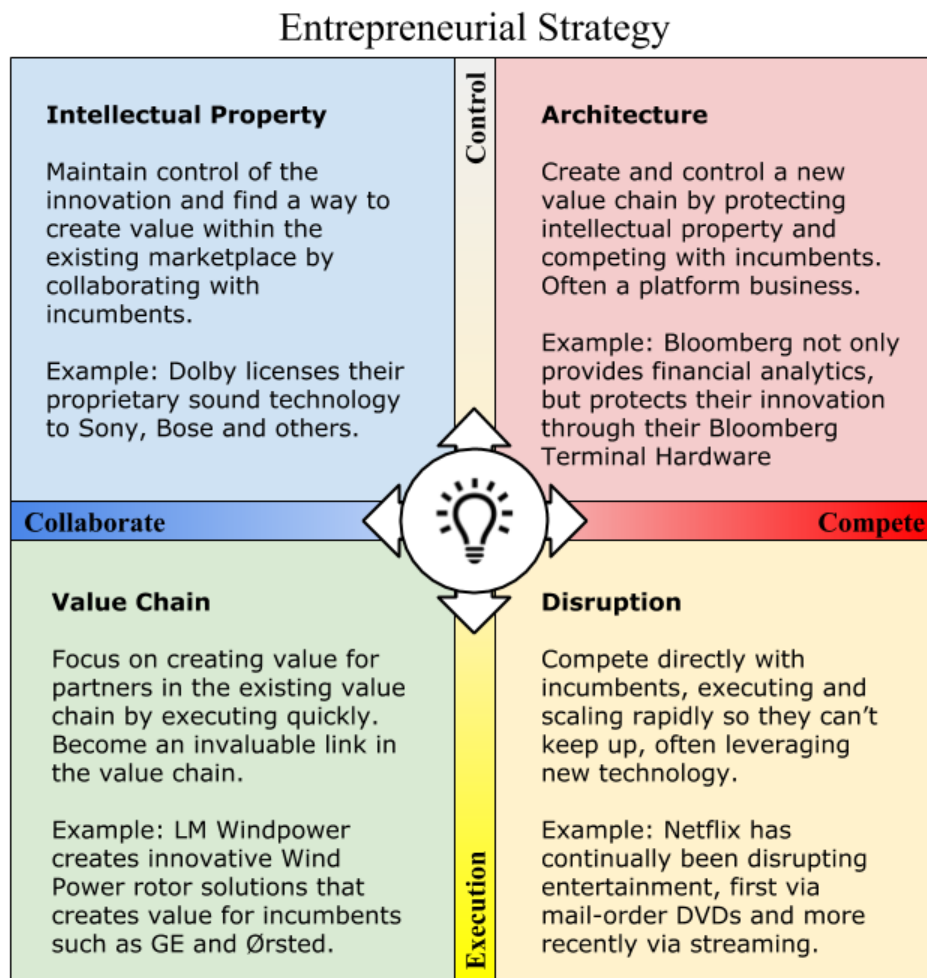 Entrepreneurial Strategy
Intellectual Property
Maintain control of the
innovation and find a way to
create value within the
existing marketplace by
collaborating with
incumbents.
Example: Dolby licenses their
proprietary sound technology
to Sony, Bose and others.
Control
Architecture
Create and control a new
value chain by protecting
intellectual property and
competing with incumbents.
Often a platform business.
Example: Bloomberg not only
provides financial analytics,
but protects their innovation
through their Bloomberg
Terminal Hardware
Collaborate
Compete
Value Chain
Focus on creating value for
partners in the existing value
chain by executing quickly.
Become an invaluable link in
the value chain.
Example: LM Windpower
creates innovative Wind
Power rotor solutions that
creates value for incumbents
such as GE and Ørsted.
Execution
Disruption
Compete directly with
incumbents, executing and
scaling rapidly so they can’t
keep up, often leveraging
new technology.
Example: Netflix has
continually been disrupting
entertainment, first via
mail-order DVDs and more
recently via streaming.